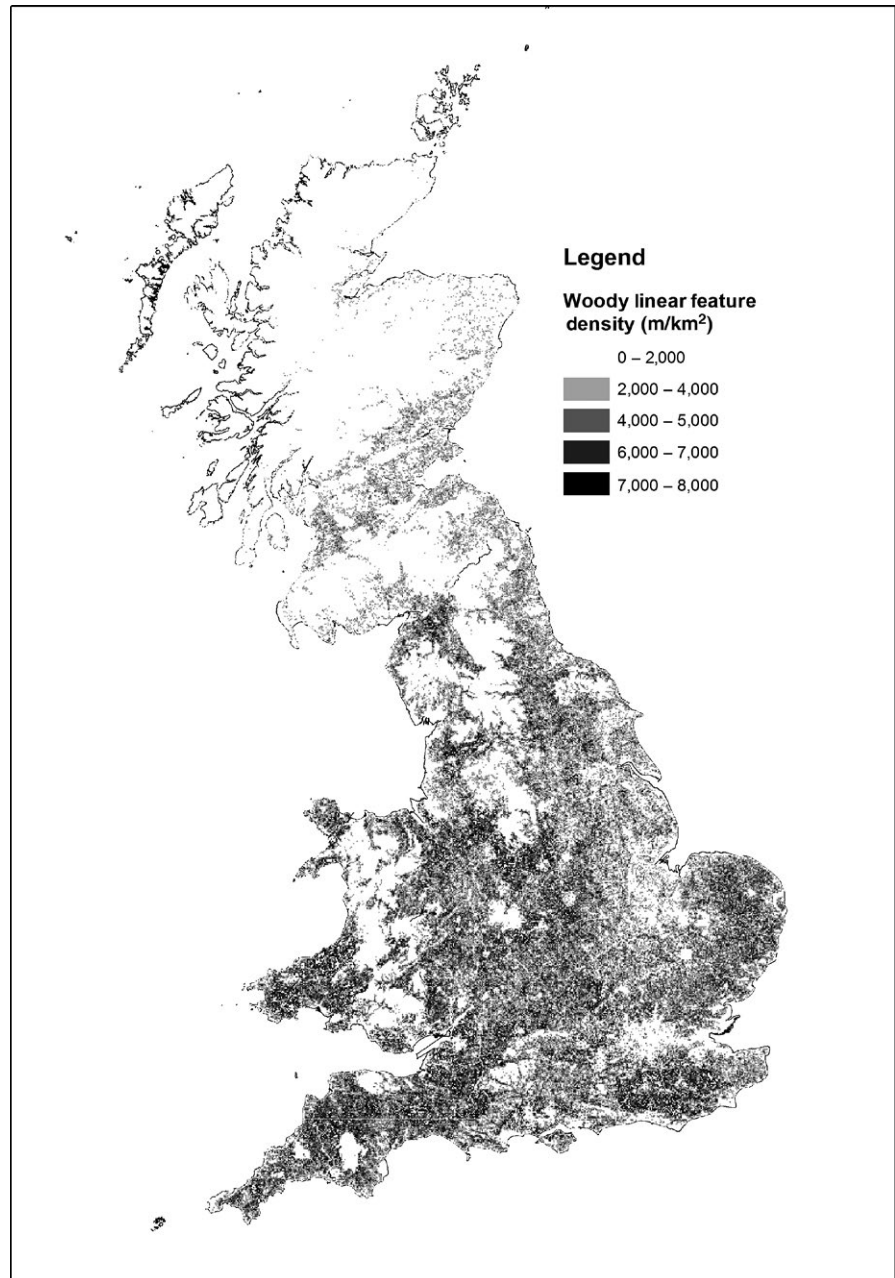 Legend
Woody linear feature
density (m/km²)
0 – 2,000
2,000 – 4,000
4,000 – 5,000
6,000 – 7,000
7,000 – 8,000